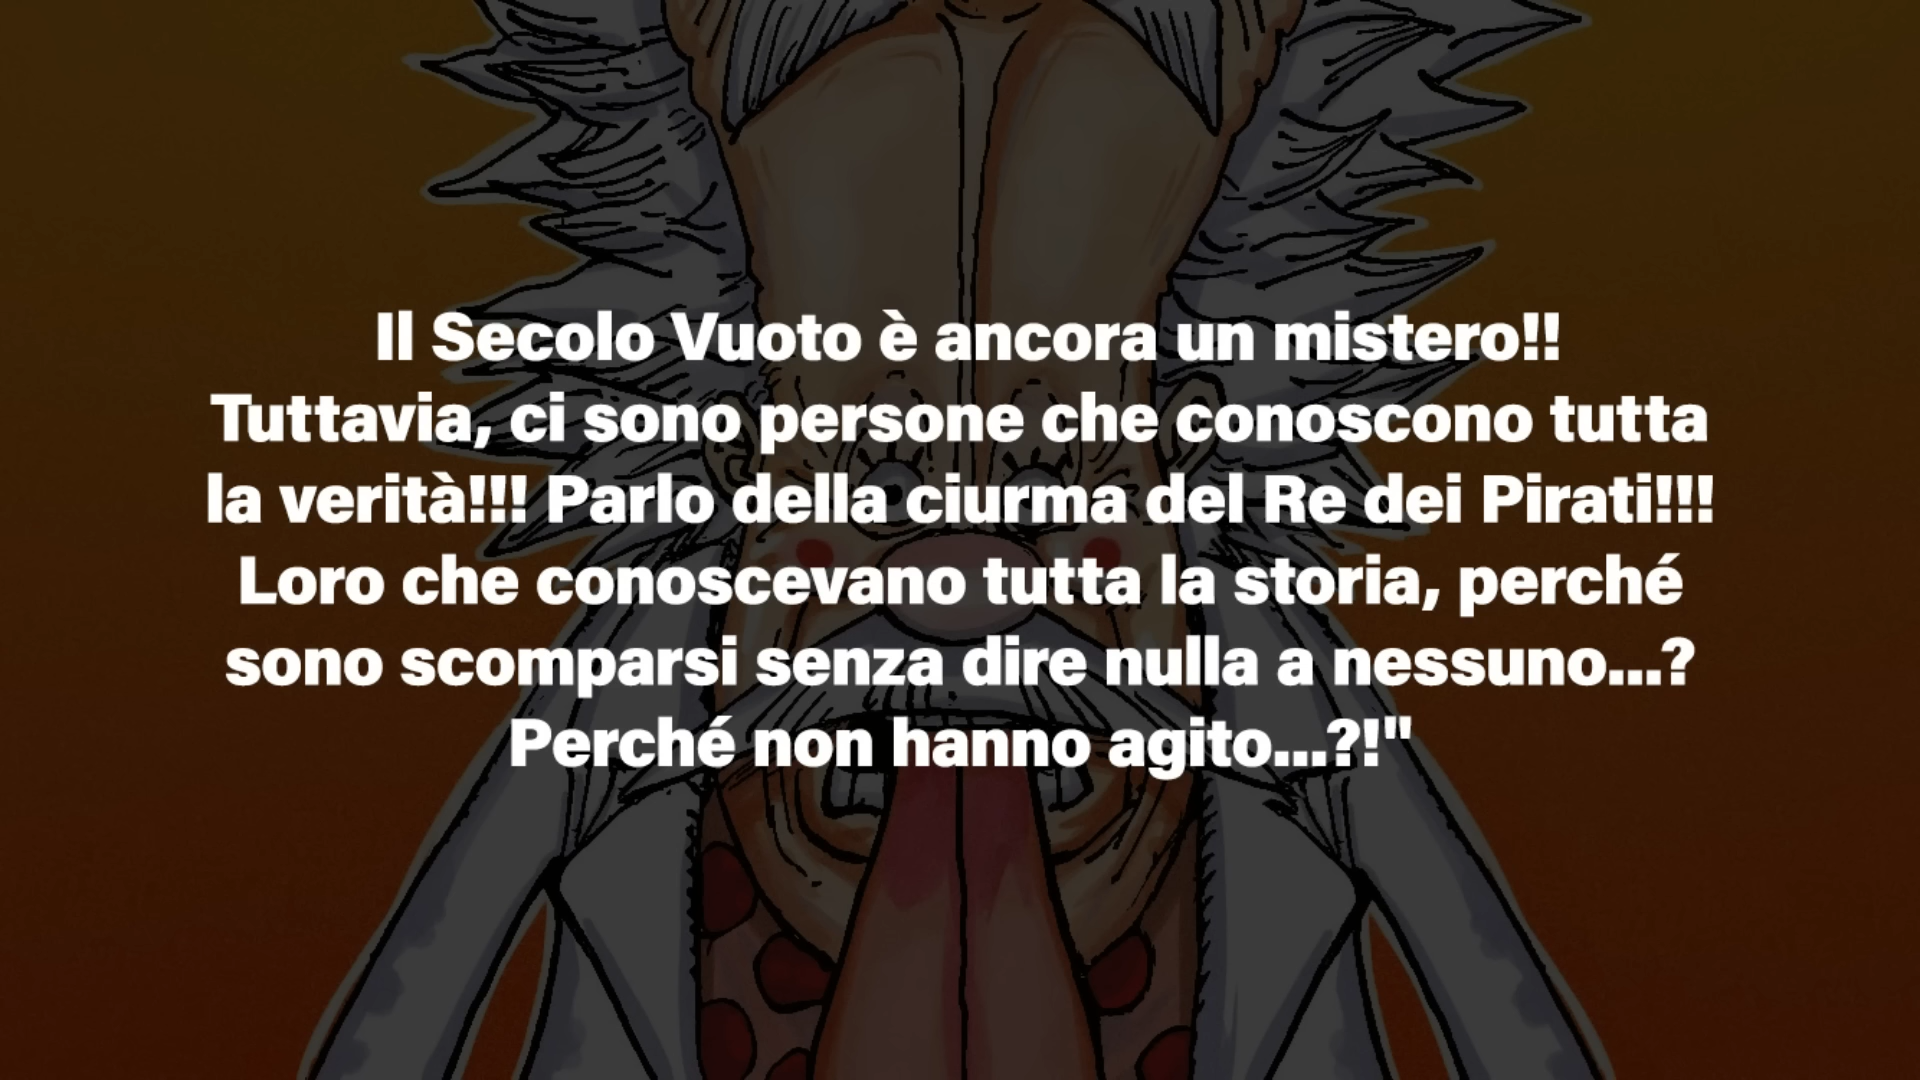 Il Secolo Vuoto è ancora un mistero!!
Tuttavia, ci sono persone che conoscono tutta
la verità!!! Parlo della ciurma del Re dei Pirati!!!
Loro che conoscevano tutta la storia, perché
sono scomparsi senza dire nulla a nessuno...?
Perché non hanno agito...?!"